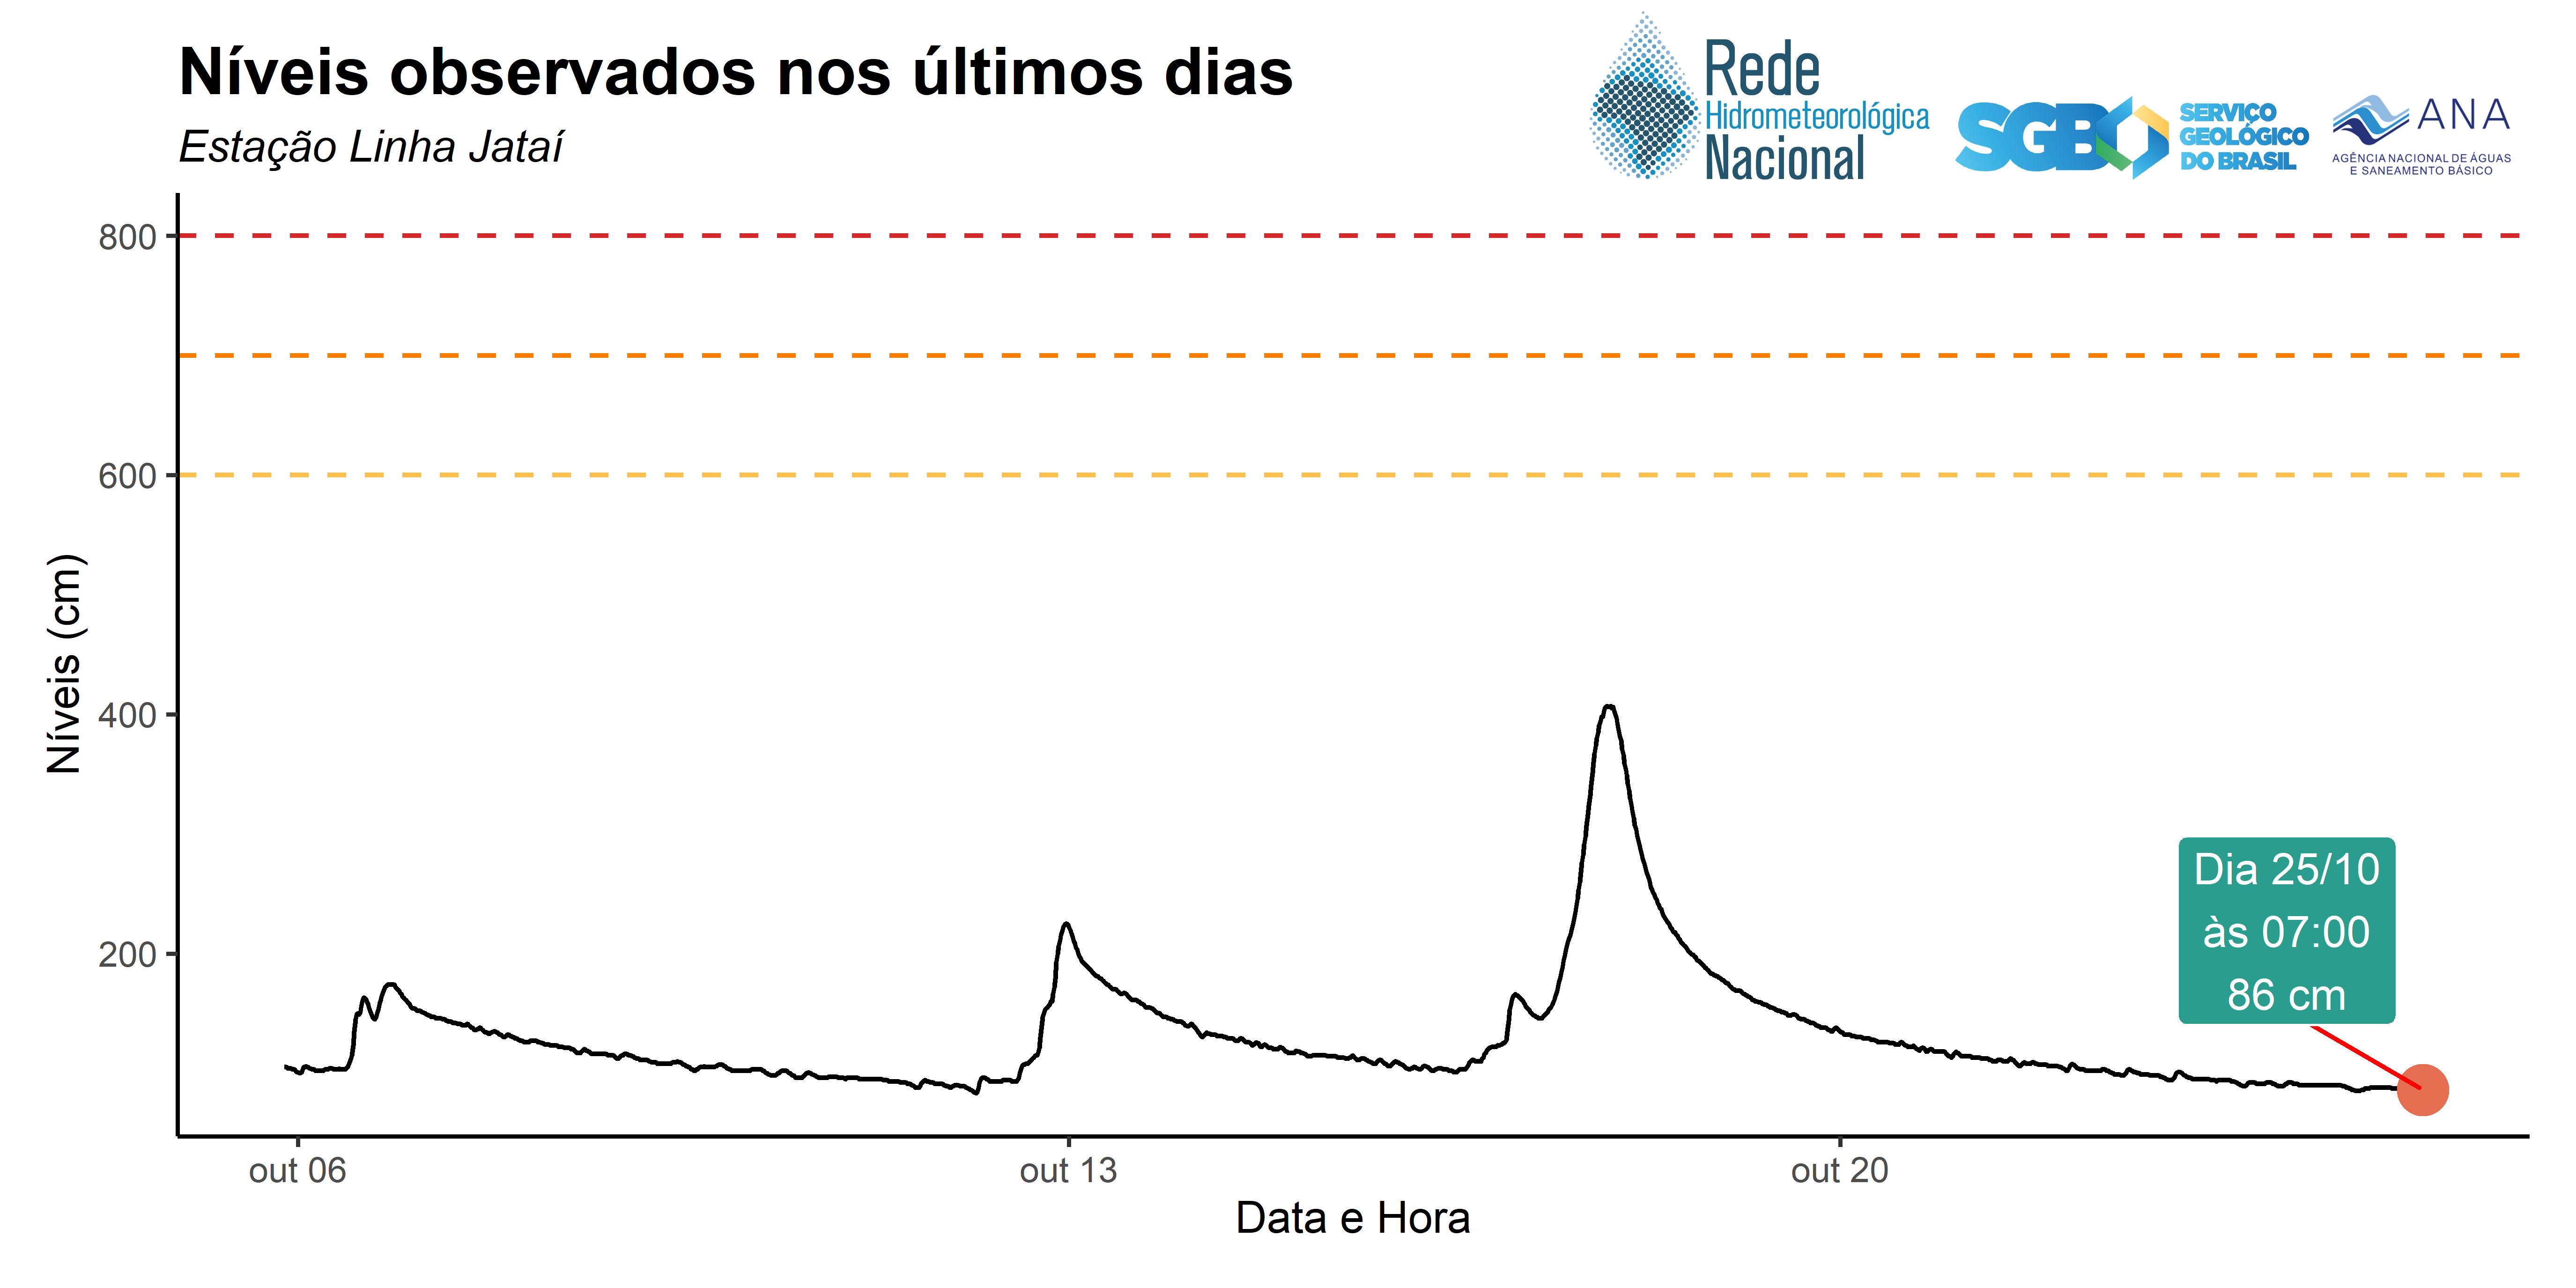 Níveis observados nos últimos dias
Estação Linha Jataí
Rede
Hidrometeorológica
Nacional
SGB
SERVIÇO
GEOLÓGICO
DO BRASIL
ANA
AGÊNCIA NACIONAL DE ÁGUAS
E SANEAMENTO BÁSICO
800
600
400
200
Níveis (cm)
Dia 25/10
às 07:00
86 cm
out 06
out 13
out 20
Data e Hora